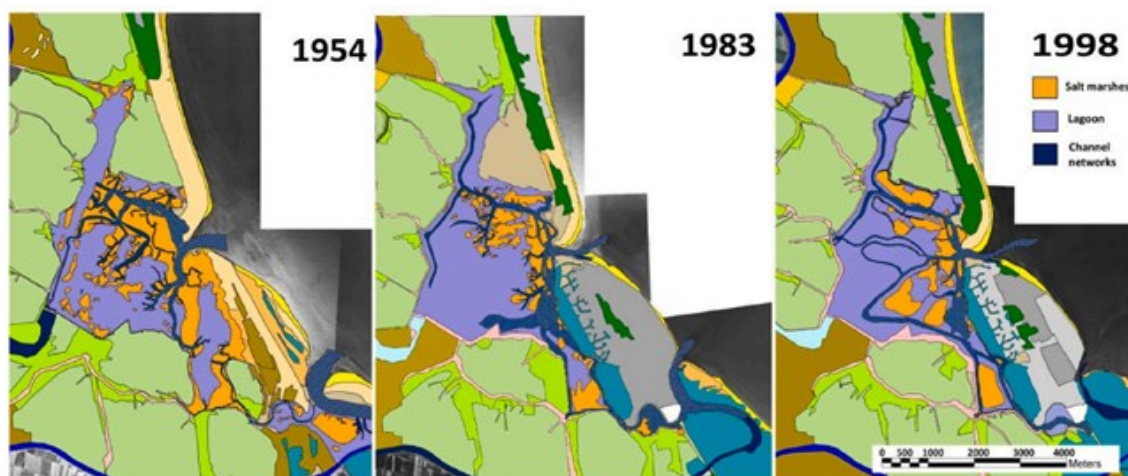 1954
1983
1998
Salt marshes
Lagoon
Channel
networks
0 500 1000 2000 3000 4000
Meters